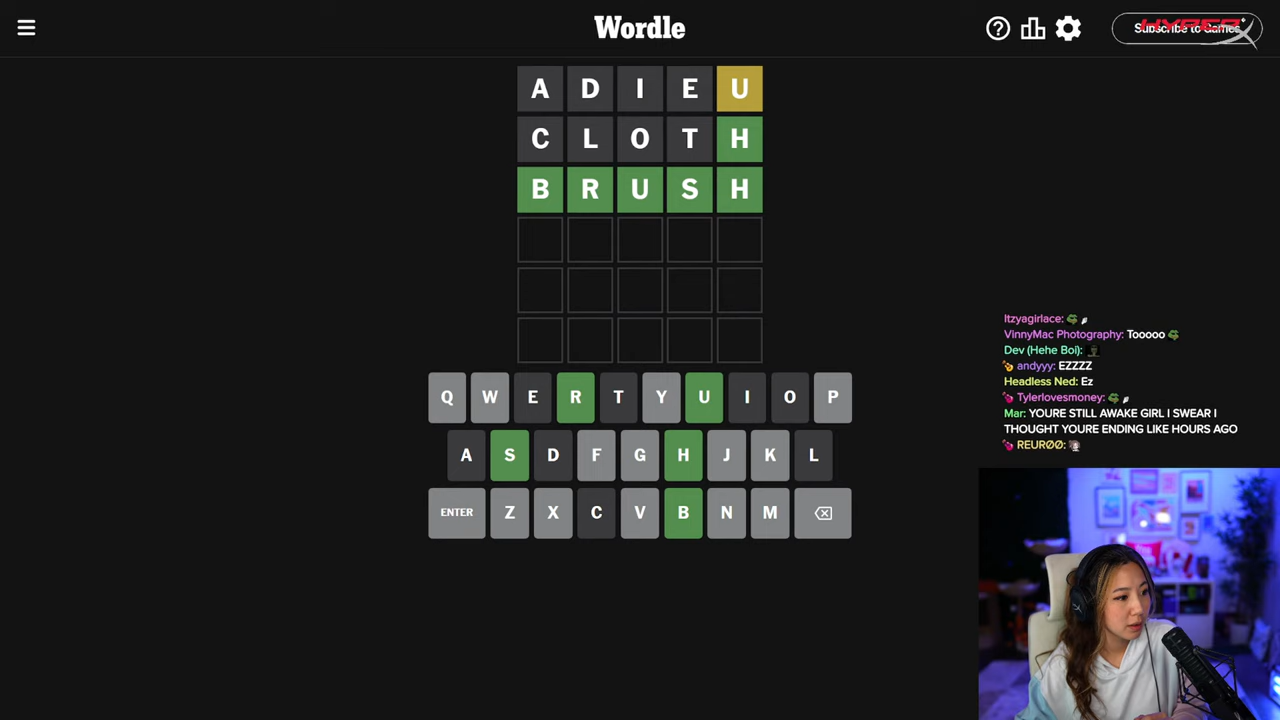 Wordle
Subscribe to Games
HYPERX
A D I E U
C L O T H
B R U S H
Q W E R T Y U I O P
A S D F G H J K L
ENTER Z X C V B N M
Itzyagirlace:
VinnyMac Photography: Tooooo
Dev (Hehe Boi):
andyyy: EZZZZ
Headless Ned: Ez
Tylerlovesmoney:
Mar: YOURE STILL AWAKE GIRL I SWEAR I
THOUGHT YOURE ENDING LIKE HOURS AGO
REURØØ: